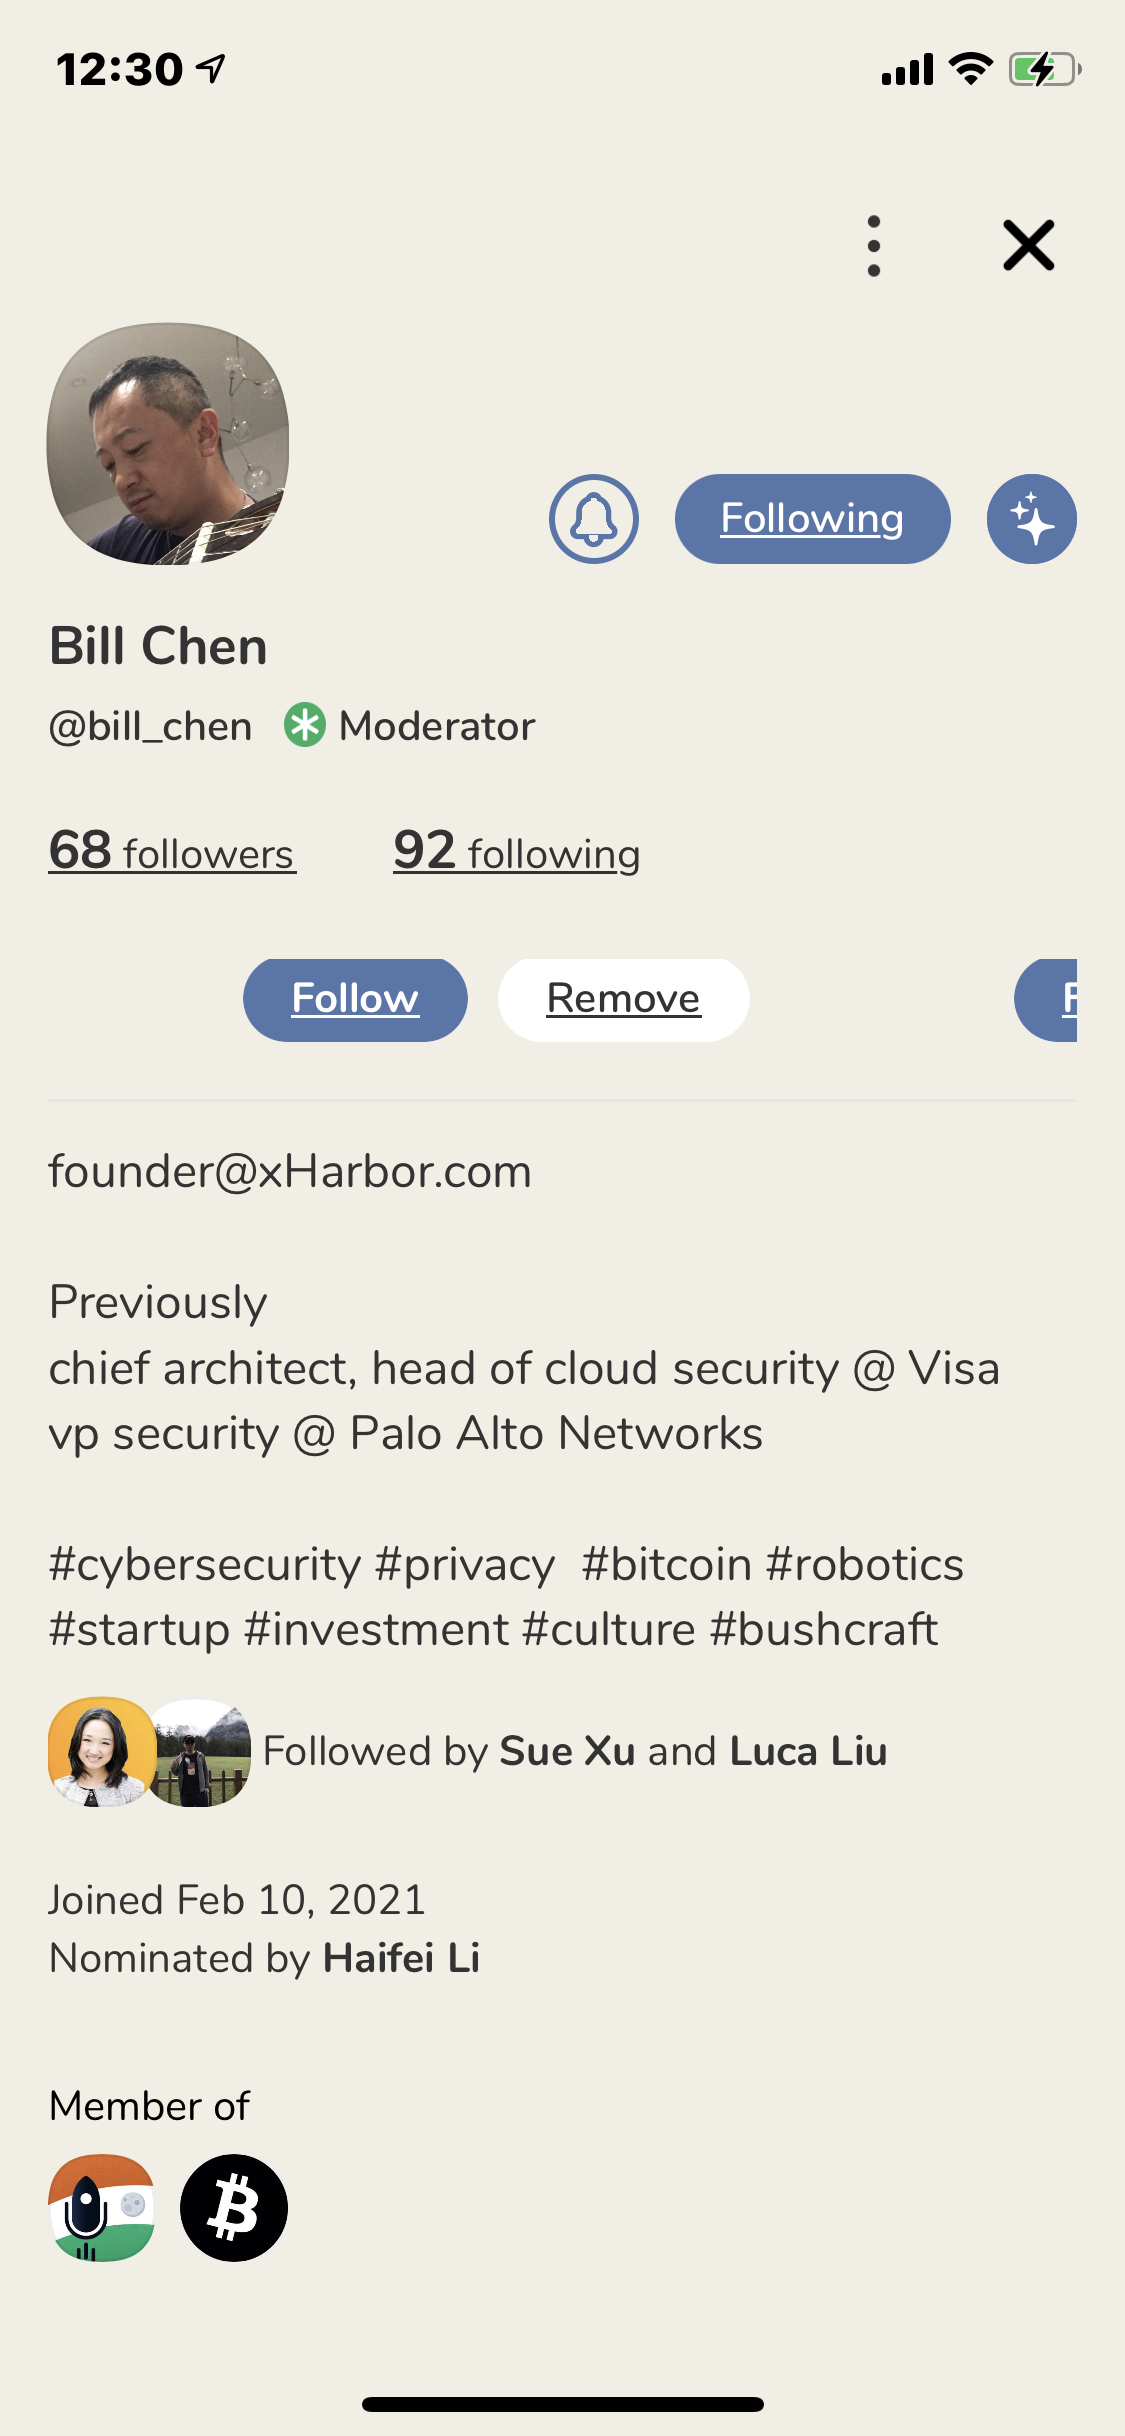 12:30
Following
Bill Chen
@bill_chen Moderator
68 followers 92 following
Follow Remove F
founder@xHarbor.com
Previously
chief architect, head of cloud security @ Visa
vp security @ Palo Alto Networks
#cybersecurity #privacy  #bitcoin #robotics
#startup #investment #culture #bushcraft
Followed by Sue Xu and Luca Liu
Joined Feb 10, 2021
Nominated by Haifei Li
Member of